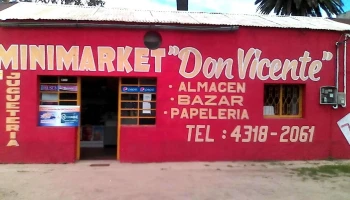 MINIMARKET "Don Vicente"
JUGUETERIA
· ALMACEN
· BAZAR
· PAPELERIA
TEL : 4318-2061